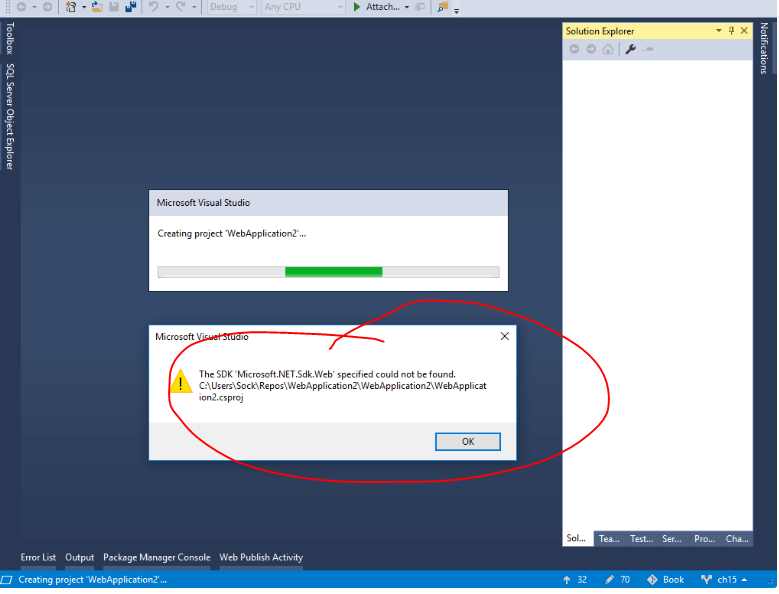 Debug
Any CPU
Attach...
Toolbox
SQL Server Object Explorer
Solution Explorer
Notifications
Microsoft Visual Studio
Creating project 'WebApplication2'...
Microsoft Visual Studio
The SDK 'Microsoft.NET.Sdk.Web' specified could not be found.
C:\Users\Sock\Repos\WebApplication2\WebApplication2\WebApplicat
ion2.csproj
OK
Sol... Tea... Test... Ser... Pro... Cha...
Error List Output Package Manager Console Web Publish Activity
Creating project 'WebApplication2'... 32 70 Book ch15